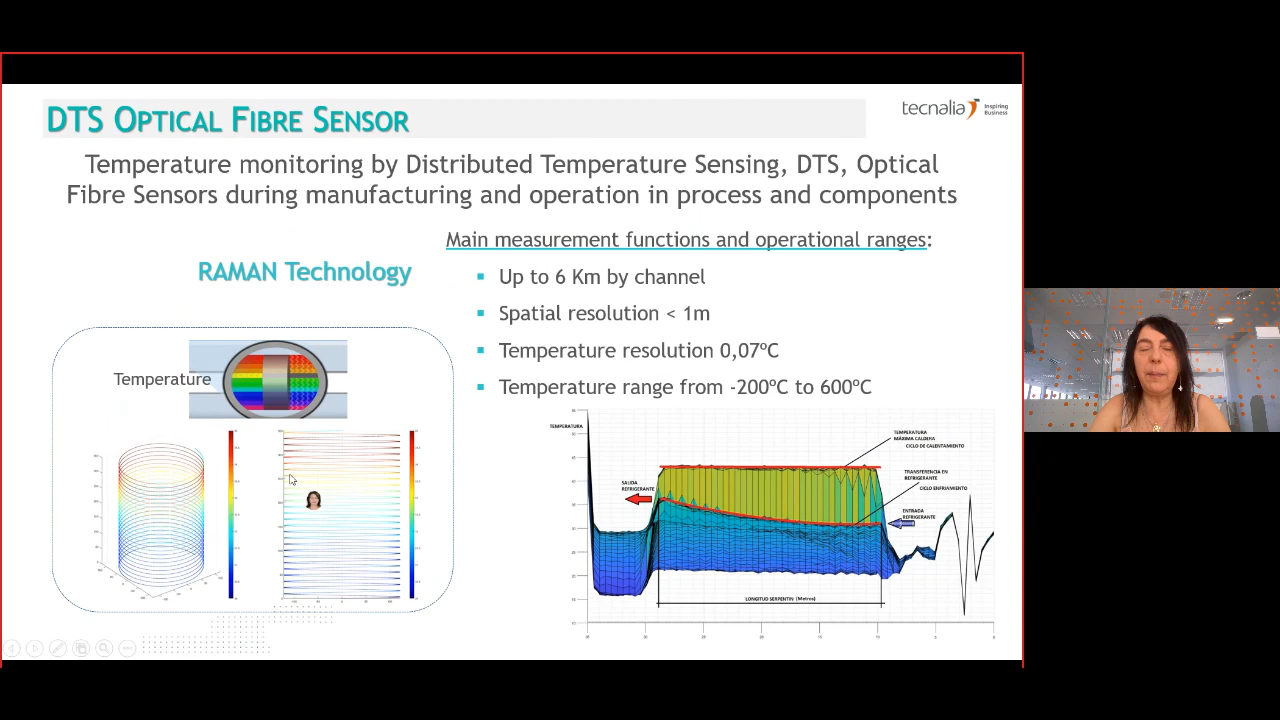 DTS OPTICAL FIBRE SENSOR
tecnalia
Inspiring
Business
Temperature monitoring by Distributed Temperature Sensing, DTS, Optical
Fibre Sensors during manufacturing and operation in process and components
Main measurement functions and operational ranges:
RAMAN Technology
Up to 6 Km by channel
Spatial resolution < 1m
Temperature resolution 0,07ºC
Temperature range from -200ºC to 600ºC
Temperature
TEMPERATURA
TEMPERATURA
MÁXIMA CALDERA
CICLO DE CALENTAMIENTO
TRANSFERENCIA EN
REFRIGERANTE
CICLO ENFRIAMIENTO
SALIDA
REFRIGERANTE
ENTRADA
REFRIGERANTE
LONGITUD SERPENTIN (Metros)